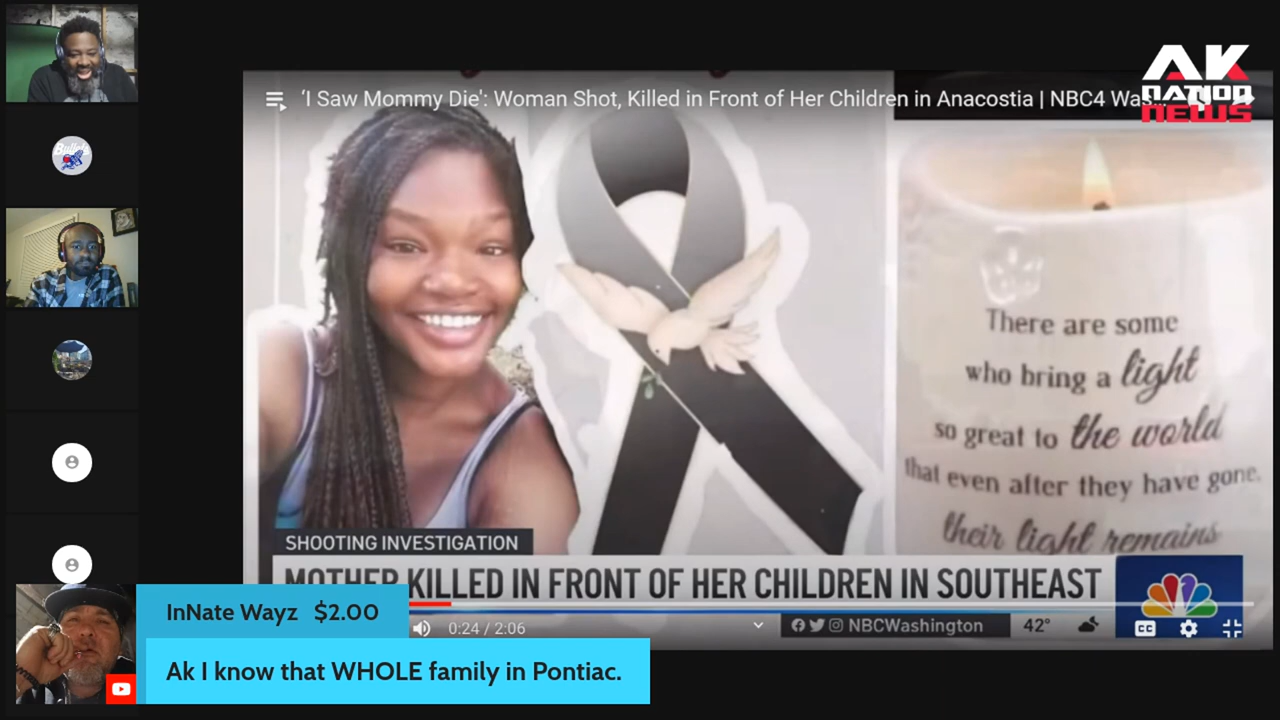 'I Saw Mommy Die': Woman Shot, Killed in Front of Her Children in Anacostia | NBC4 Was...
AK
NATION
NEWS
Bullets
There are some
who bring a light
so great to the world
that even after they have gone.
their light remains
SHOOTING INVESTIGATION
MOTHER KILLED IN FRONT OF HER CHILDREN IN SOUTHEAST
0:24 / 2:06
NBCWashington
42°
CC
InNate Wayz $2.00
Ak I know that WHOLE family in Pontiac.